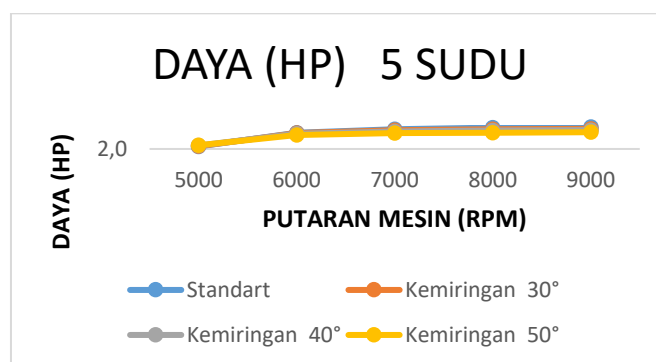 DAYA (HP)   5 SUDU
DAYA (HP)
2,0
5000 6000 7000 8000 9000
PUTARAN MESIN (RPM)
Standart Kemiringan  30°
Kemiringan  40° Kemiringan  50°